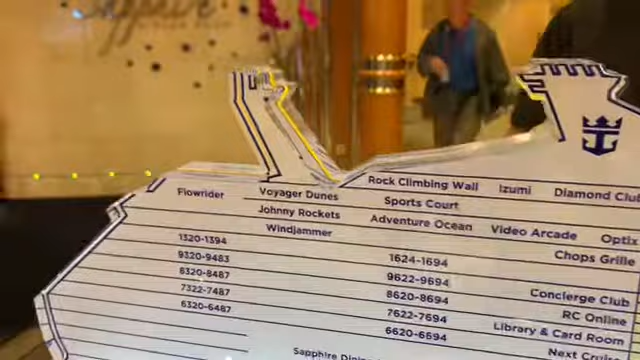 Flowrider Voyager Dunes Rock Climbing Wall Izumi Diamond Club
Johnny Rockets Sports Court
Windjammer Adventure Ocean Video Arcade Optix
Chops Grille
1320-1394 1624-1694
9320-9483 9622-9694 Concierge Club
8320-8487 8620-8694 RC Online
7322-7487 7622-7694 Library & Card Room
6320-6487 6620-6694 Next Cruise
Sapphire Dining